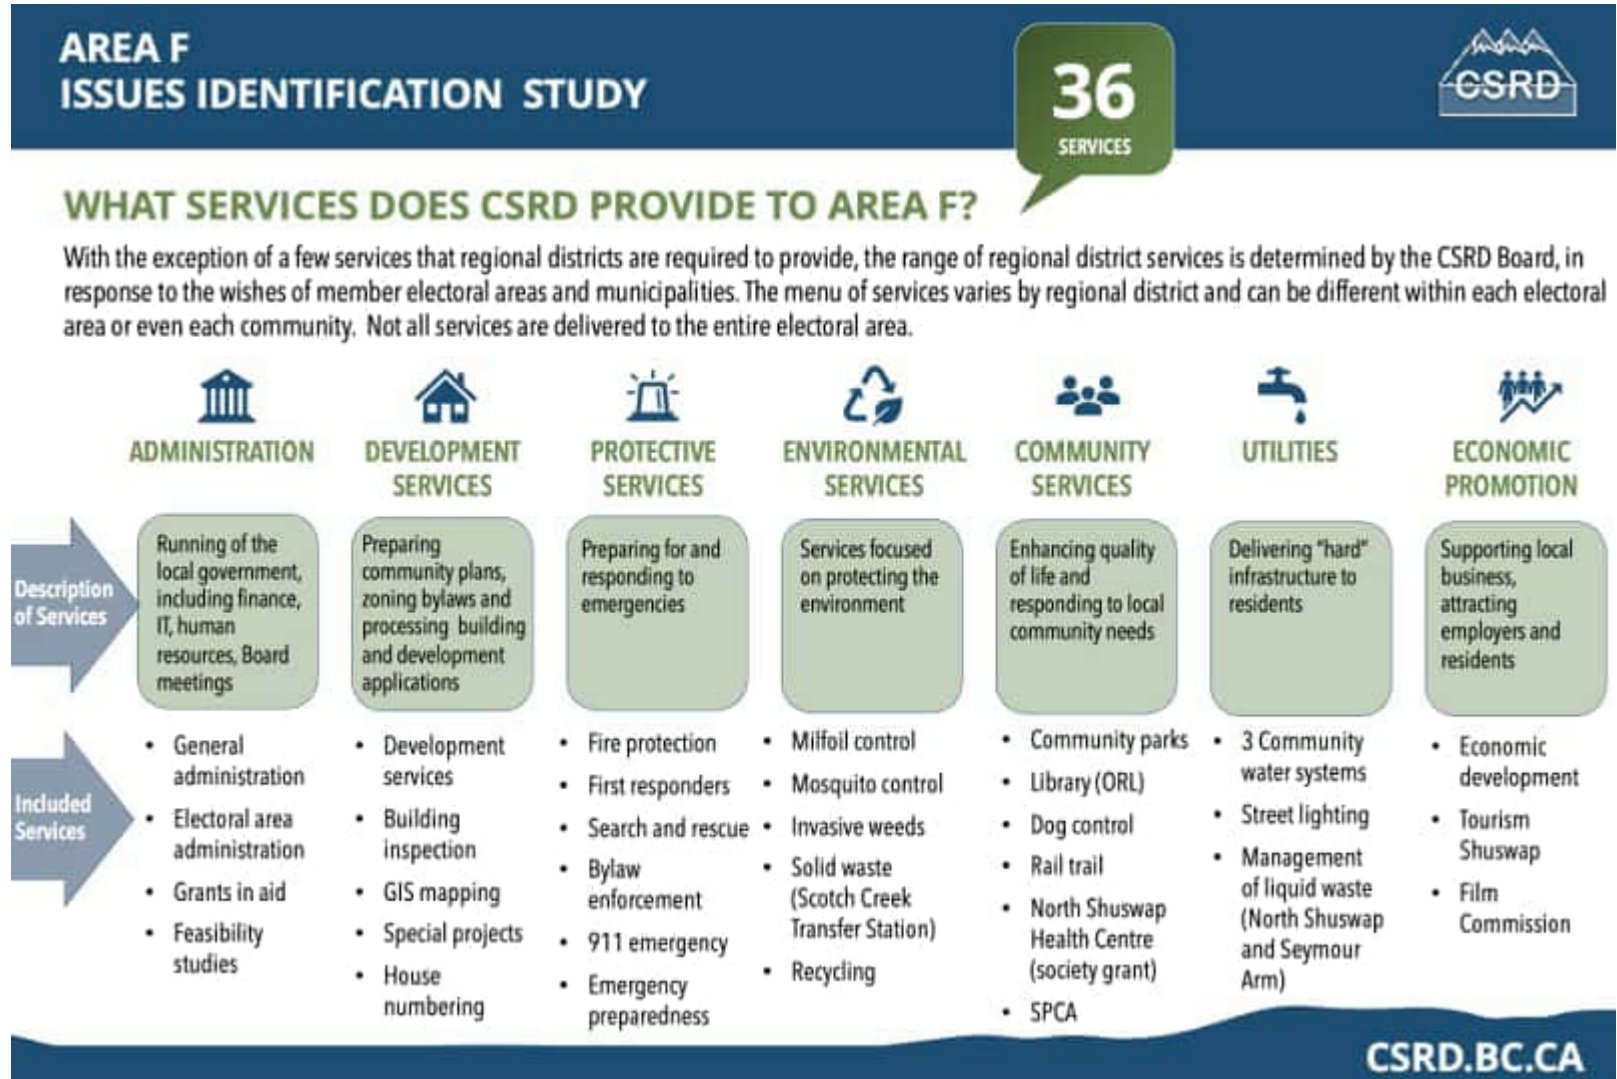 AREA F
ISSUES IDENTIFICATION STUDY
36
SERVICES
CSRD
WHAT SERVICES DOES CSRD PROVIDE TO AREA F?
With the exception of a few services that regional districts are required to provide, the range of regional district services is determined by the CSRD Board, in
response to the wishes of member electoral areas and municipalities. The menu of services varies by regional district and can be different within each electoral
area or even each community. Not all services are delivered to the entire electoral area.
ADMINISTRATION
DEVELOPMENT
SERVICES
PROTECTIVE
SERVICES
ENVIRONMENTAL
SERVICES
COMMUNITY
SERVICES
UTILITIES
ECONOMIC
PROMOTION
Description
of Services
Running of the
local government,
including finance,
IT, human
resources, Board
meetings
Preparing
community plans,
zoning bylaws and
processing building
and development
applications
Preparing for and
responding to
emergencies
Services focused
on protecting the
environment
Enhancing quality
of life and
responding to local
community needs
Delivering "hard"
infrastructure to
residents
Supporting local
business,
attracting
employers and
residents
Included
Services
• General
administration
• Electoral area
administration
• Grants in aid
• Feasibility
studies
• Development
services
• Building
inspection
• GIS mapping
• Special projects
• House
numbering
• Fire protection
• First responders
• Search and rescue
• Bylaw
enforcement
• 911 emergency
• Emergency
preparedness
• Milfoil control
• Mosquito control
• Invasive weeds
• Solid waste
(Scotch Creek
Transfer Station)
• Recycling
• Community parks
• Library (ORL)
• Dog control
• Rail trail
• North Shuswap
Health Centre
(society grant)
• SPCA
• 3 Community
water systems
• Street lighting
• Management
of liquid waste
(North Shuswap
and Seymour
Arm)
• Economic
development
• Tourism
Shuswap
• Film
Commission
CSRD.BC.CA